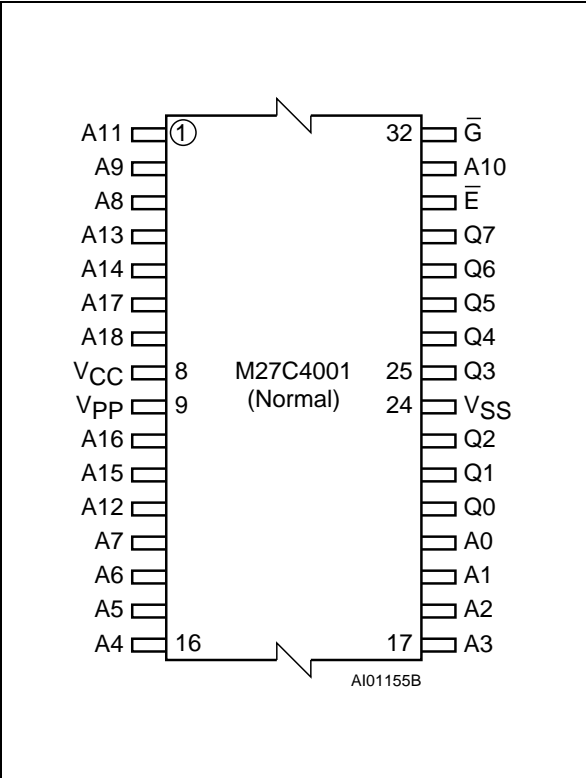 A11 ① 32 G̅
A9 A10
A8 E̅
A13 Q7
A14 Q6
A17 Q5
A18 Q4
VCC 8 M27C4001 25 Q3
VPP 9 (Normal) 24 VSS
A16 Q2
A15 Q1
A12 Q0
A7 A0
A6 A1
A5 A2
A4 16 17 A3
AI01155B